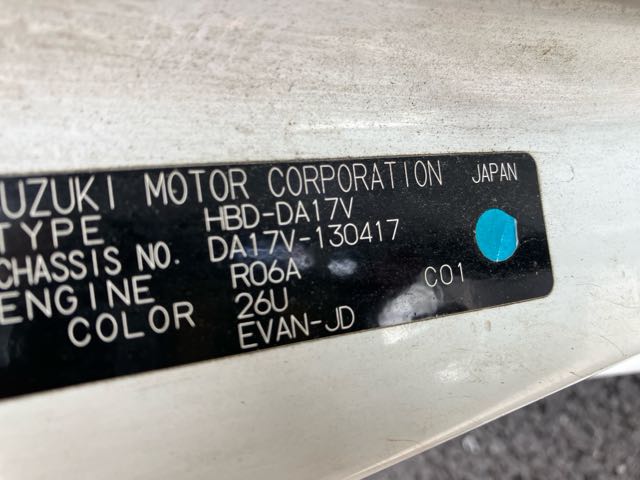 UZUKI MOTOR CORPORATION JAPAN
TYPE HBD-DA17V
CHASSIS NO. DA17V-130417
ENGINE R06A C01
COLOR 26U
EVAN-JD